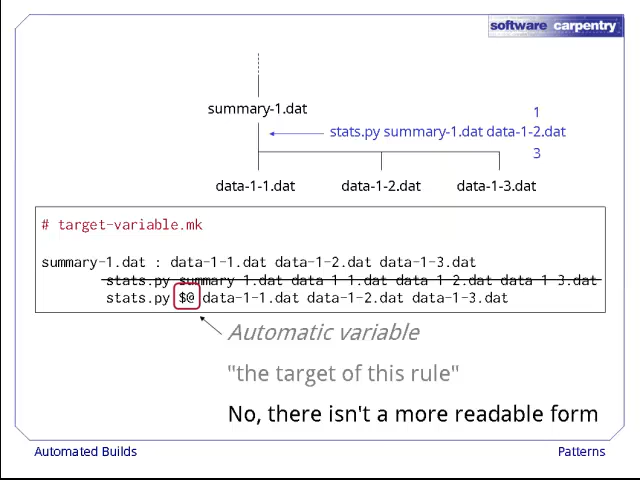 software carpentry
summary-1.dat
1
stats.py summary-1.dat data-1-2.dat
3
data-1-1.dat data-1-2.dat data-1-3.dat
# target-variable.mk
summary-1.dat : data-1-1.dat data-1-2.dat data-1-3.dat
stats.py summary-1.dat data-1-1.dat data-1-2.dat data-1-3.dat
stats.py $@ data-1-1.dat data-1-2.dat data-1-3.dat
Automatic variable
"the target of this rule"
No, there isn't a more readable form
Automated Builds Patterns